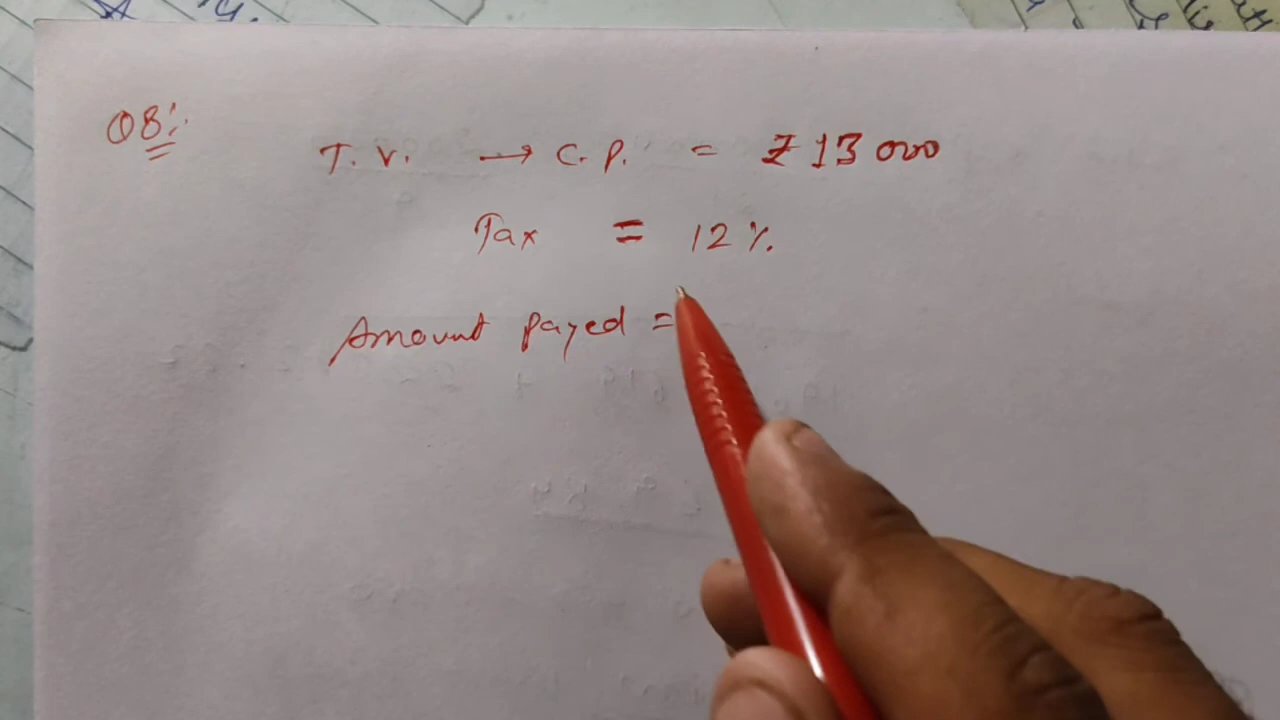 Q8:
T.V. → C.P. = ₹13000
Tax = 12%
Amount payed =